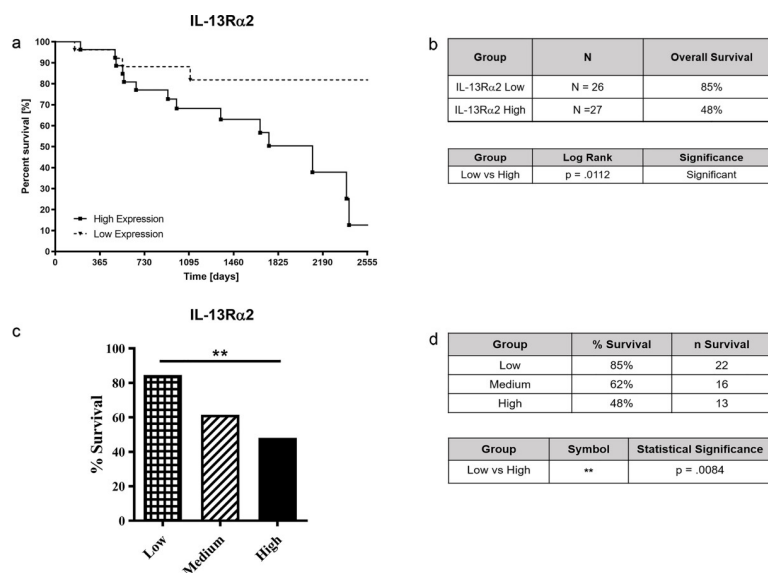 IL-13Rα2
a
Percent survival [%]
100
90
80
70
60
50
40
30
20
10
0
High Expression
Low Expression
0 365 730 1095 1460 1825 2190 2555
Time [days]
b
Group N Overall Survival
IL-13Rα2 Low N = 26 85%
IL-13Rα2 High N =27 48%
Group Log Rank Significance
Low vs High p = .0112 Significant
c
IL-13Rα2
% Survival
100
80
60
40
20
0
**
Low Medium High
d
Group % Survival n Survival
Low 85% 22
Medium 62% 16
High 48% 13
Group Symbol Statistical Significance
Low vs High ** p = .0084